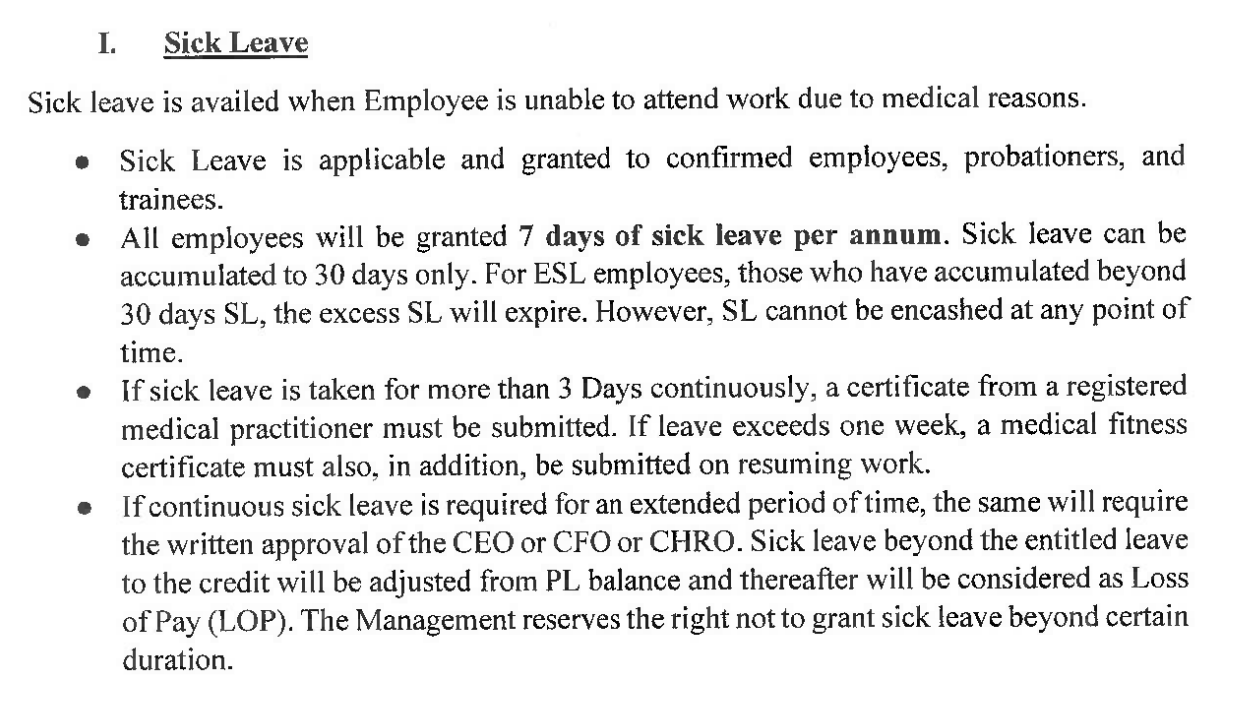 I. Sick Leave
Sick leave is availed when Employee is unable to attend work due to medical reasons.
• Sick Leave is applicable and granted to confirmed employees, probationers, and
trainees.
• All employees will be granted 7 days of sick leave per annum. Sick leave can be
accumulated to 30 days only. For ESL employees, those who have accumulated beyond
30 days SL, the excess SL will expire. However, SL cannot be encashed at any point of
time.
• If sick leave is taken for more than 3 Days continuously, a certificate from a registered
medical practitioner must be submitted. If leave exceeds one week, a medical fitness
certificate must also, in addition, be submitted on resuming work.
• If continuous sick leave is required for an extended period of time, the same will require
the written approval of the CEO or CFO or CHRO. Sick leave beyond the entitled leave
to the credit will be adjusted from PL balance and thereafter will be considered as Loss
of Pay (LOP). The Management reserves the right not to grant sick leave beyond certain
duration.